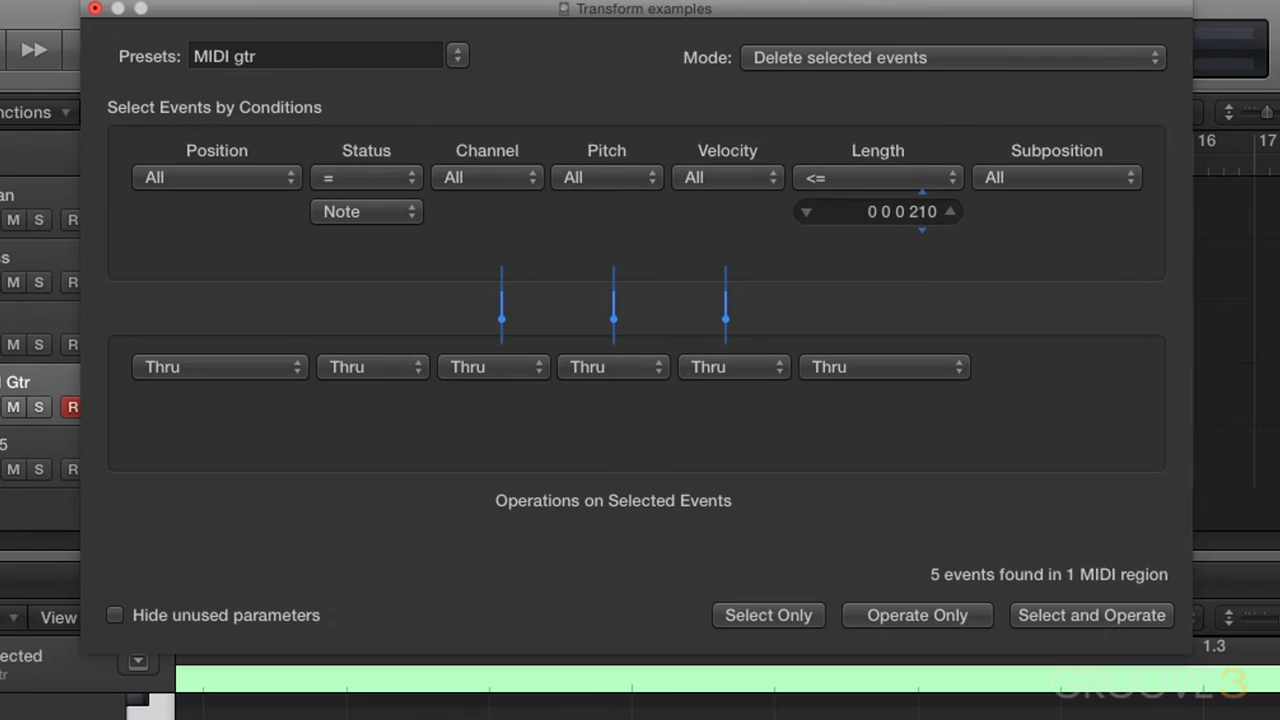 Transform examples
Presets: MIDI gtr Mode: Delete selected events
Select Events by Conditions
nctions 16 17
Position Status Channel Pitch Velocity Length Subposition
All = All All All <= All
an
Note 0 0 0 210
M S
s
M S R
M S R
Thru Thru Thru Thru Thru Thru
Gtr
M S R
5
M S R
Operations on Selected Events
5 events found in 1 MIDI region
View Hide unused parameters Select Only Operate Only Select and Operate
1.3
ected
tr
GROOVE3